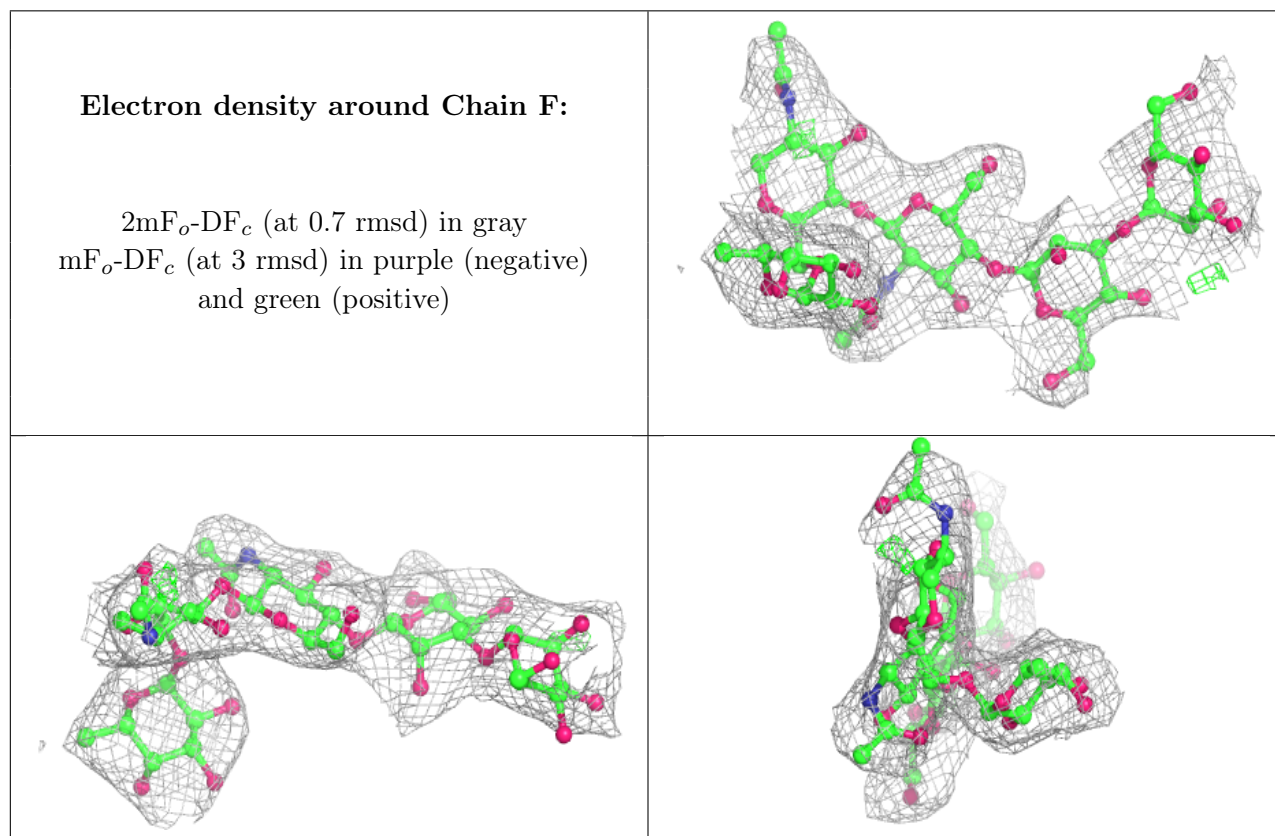 Electron density around Chain F:
2mFo-DFc (at 0.7 rmsd) in gray
mFo-DFc (at 3 rmsd) in purple (negative)
and green (positive)